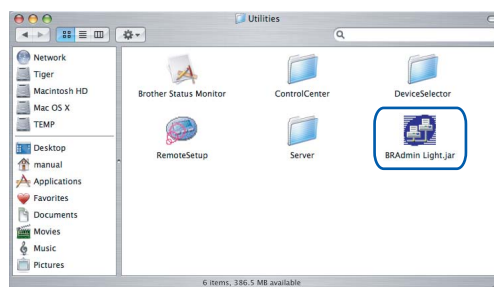 Utilities
Network
Tiger
Macintosh HD
Mac OS X
TEMP
Desktop
manual
Applications
Favorites
Documents
Movies
Music
Pictures
Brother Status Monitor
ControlCenter
DeviceSelector
RemoteSetup
Server
BRAdmin Light.jar
6 items, 386.5 MB available